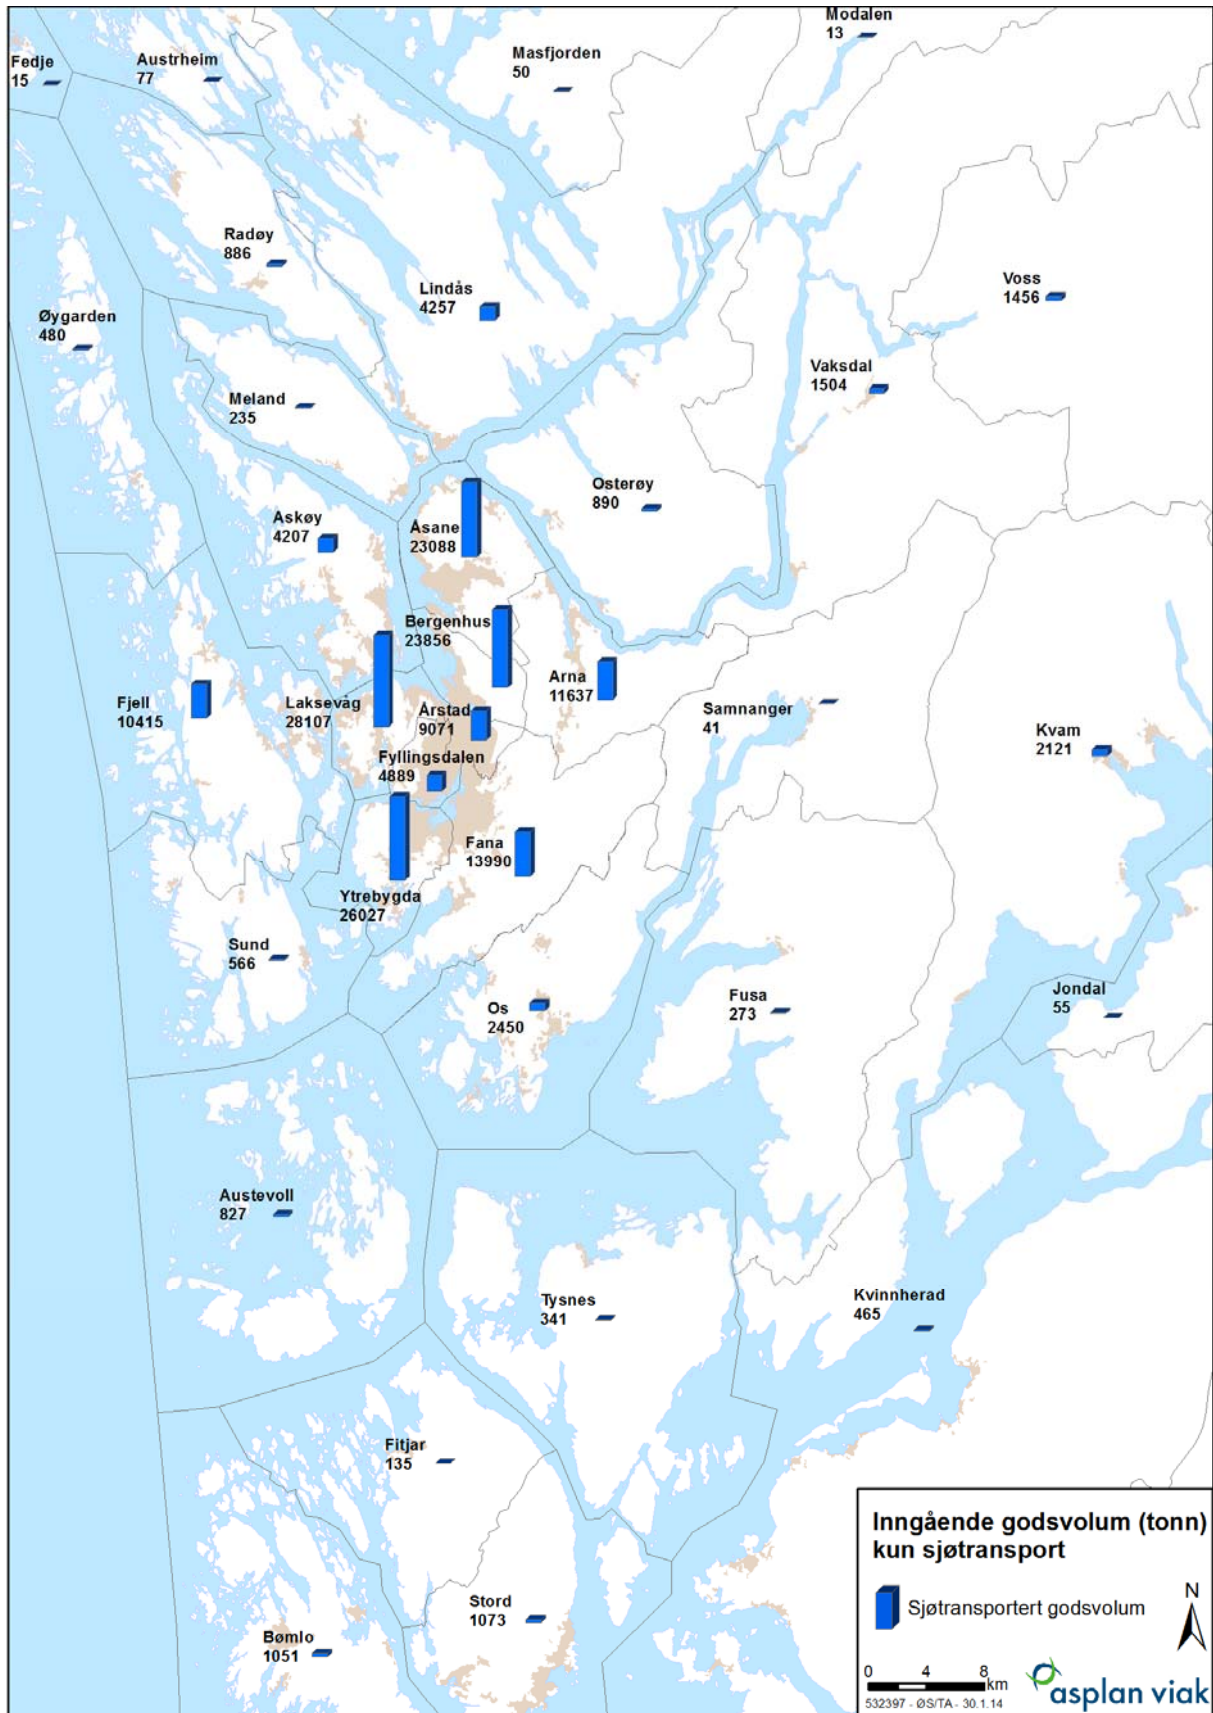 Modalen
13
Masfjorden
50
Fedje
15
Austrheim
77
Radøy
886
Lindås
4257
Voss
1456
Øygarden
480
Vaksdal
1504
Meland
235
Osterøy
890
Askøy
4207
Åsane
23088
Bergenhus
23856
Arna
11637
Fjell
10415
Laksevåg
28107
Årstad
9071
Samnanger
41
Kvam
2121
Fyllingsdalen
4889
Fana
13990
Ytrebygda
26027
Sund
566
Os
2450
Fusa
273
Jondal
55
Austevoll
827
Tysnes
341
Kvinnherad
465
Fitjar
135
Stord
1073
Bømlo
1051
Inngående godsvolum (tonn)
kun sjøtransport
Sjøtransportert godsvolum
N
0 4 8
km
532397 - ØS/TA - 30.1.14
asplan viak